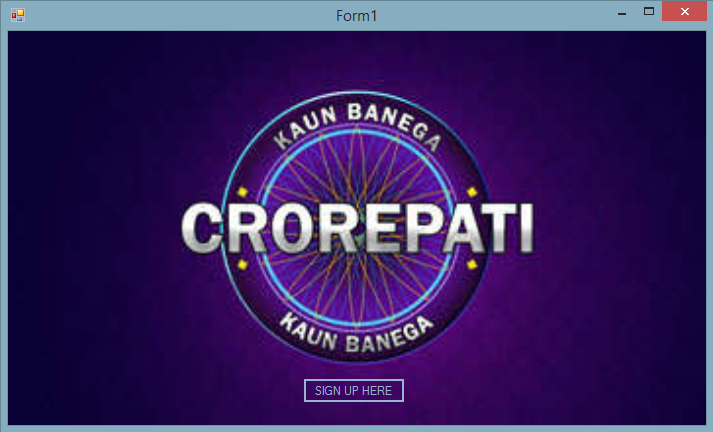 Form1
KAUN BANEGA
CROREPATI
KAUN BANEGA
SIGN UP HERE